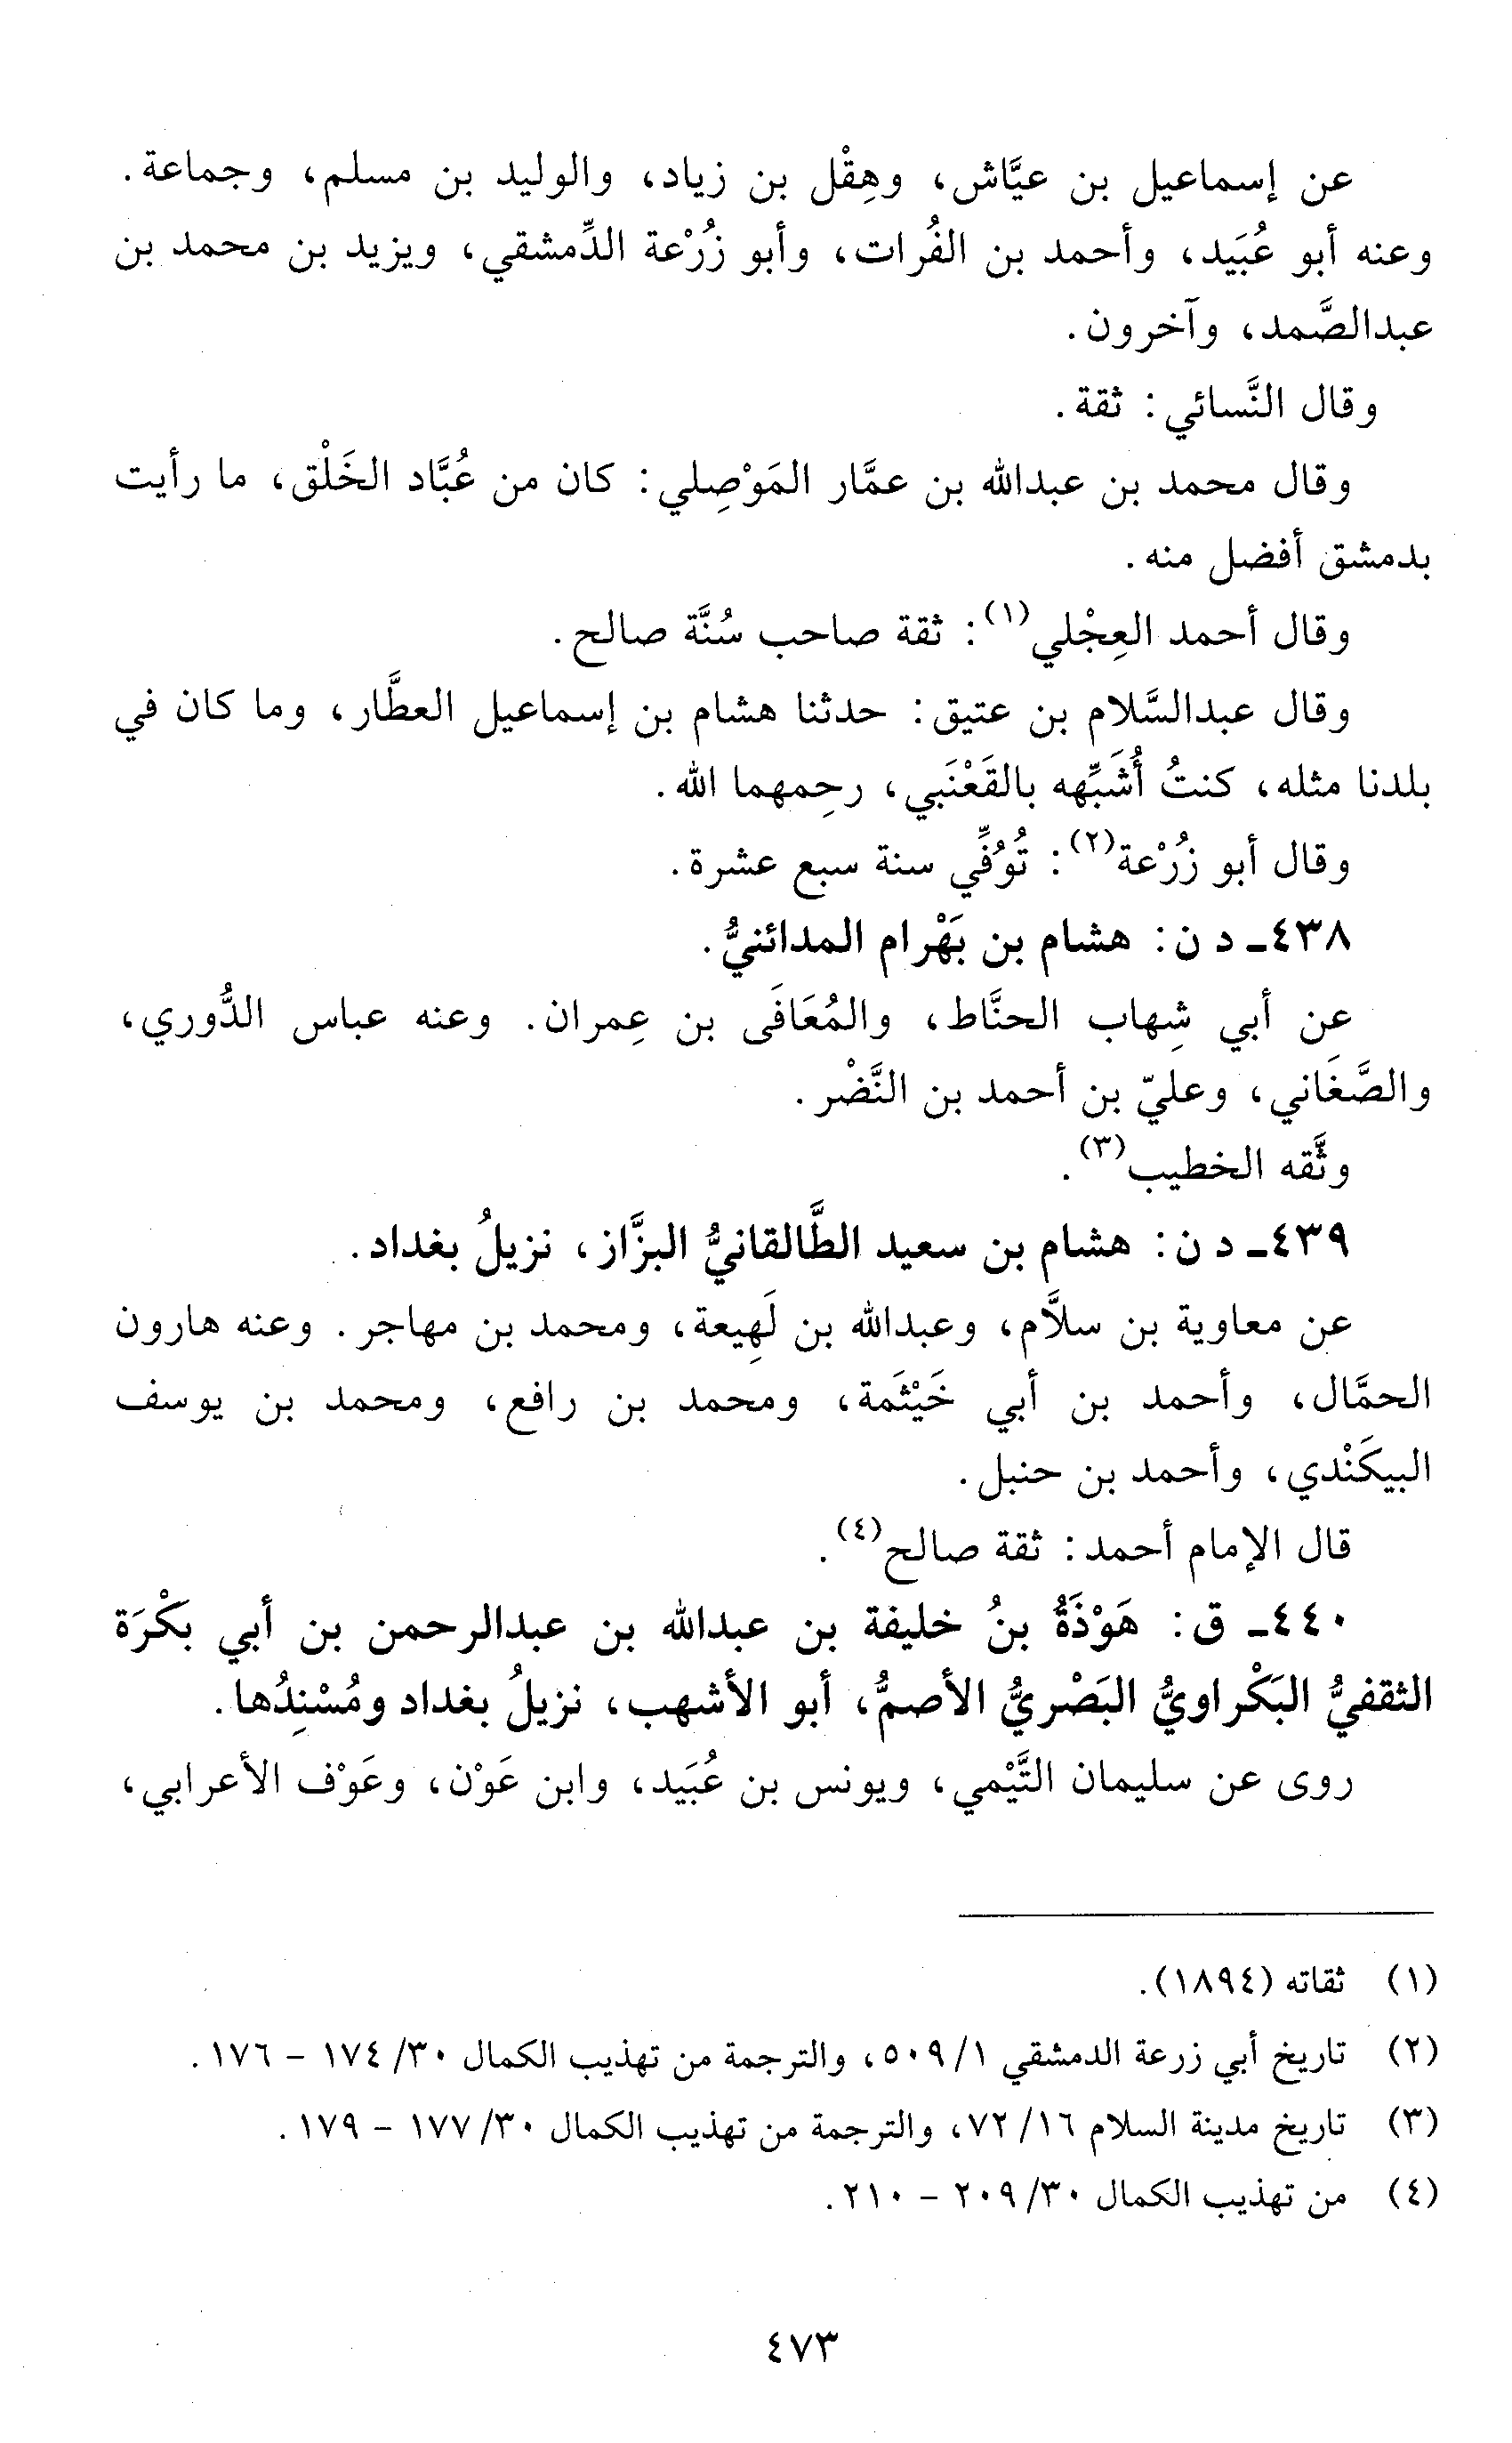 عن إسماعيل بن عيَّاش، وهِقْل بن زياد، والوليد بن مسلم، وجماعة.
وعنه أبو عُبَيد، وأحمد بن الفُرات، وأبو زُرْعة الدِّمشقي، ويزيد بن محمد بن
عبدالصَّمد، وآخرون.
وقال النَّسائي: ثقة.
وقال محمد بن عبدالله بن عمَّار المَوْصِلي: كان من عُبَّاد الخَلْق، ما رأيت
بدمشق أفضل منه.
وقال أحمد العِجْلي(١): ثقة صاحب سُنَّة صالح.
وقال عبدالسَّلام بن عتيق: حدثنا هشام بن إسماعيل العطَّار، وما كان في
بلدنا مثله، كنتُ أُشَبِّهه بالقَعْنَبي، رحِمهما الله.
وقال أبو زُرْعة(٢): تُوُفِّي سنة سبع عشرة.
٤٣٨ـ د ن: هشام بن بَهْرام المدائنيُّ.
عن أبي شِهاب الحنَّاط، والمُعَافَى بن عِمران. وعنه عباس الدُّوري،
والصَّغَاني، وعليّ بن أحمد بن النَّضْر.
وثَّقه الخطيب(٣).
٤٣٩ـ د ن: هشام بن سعيد الطَّالقانيُّ البزَّاز، نزيلُ بغداد.
عن معاوية بن سلاَّم، وعبدالله بن لَهِيعة، ومحمد بن مهاجر. وعنه هارون
الحمَّال، وأحمد بن أبي خَيْثَمة، ومحمد بن رافع، ومحمد بن يوسف
البيكَنْدي، وأحمد بن حنبل.
قال الإمام أحمد: ثقة صالح(٤).
٤٤٠ـ ق: هَوْذَةُ بنُ خليفة بن عبدالله بن عبدالرحمن بن أبي بكْرَة
الثقفيُّ البَكْراويُّ البَصْريُّ الأصمُّ، أبو الأشهب، نزيلُ بغداد ومُسْنِدُها.
روى عن سليمان التَّيْمي، ويونس بن عُبَيد، وابن عَوْن، وعَوْف الأعرابي،
(١) ثقاته (١٨٩٤).
(٢) تاريخ أبي زرعة الدمشقي ١/ ٥٠٩، والترجمة من تهذيب الكمال ٣٠/ ١٧٤ - ١٧٦.
(٣) تاريخ مدينة السلام ١٦/ ٧٢، والترجمة من تهذيب الكمال ٣٠/ ١٧٧ - ١٧٩.
(٤) من تهذيب الكمال ٣٠/ ٢٠٩ - ٢١٠.
٤٧٣